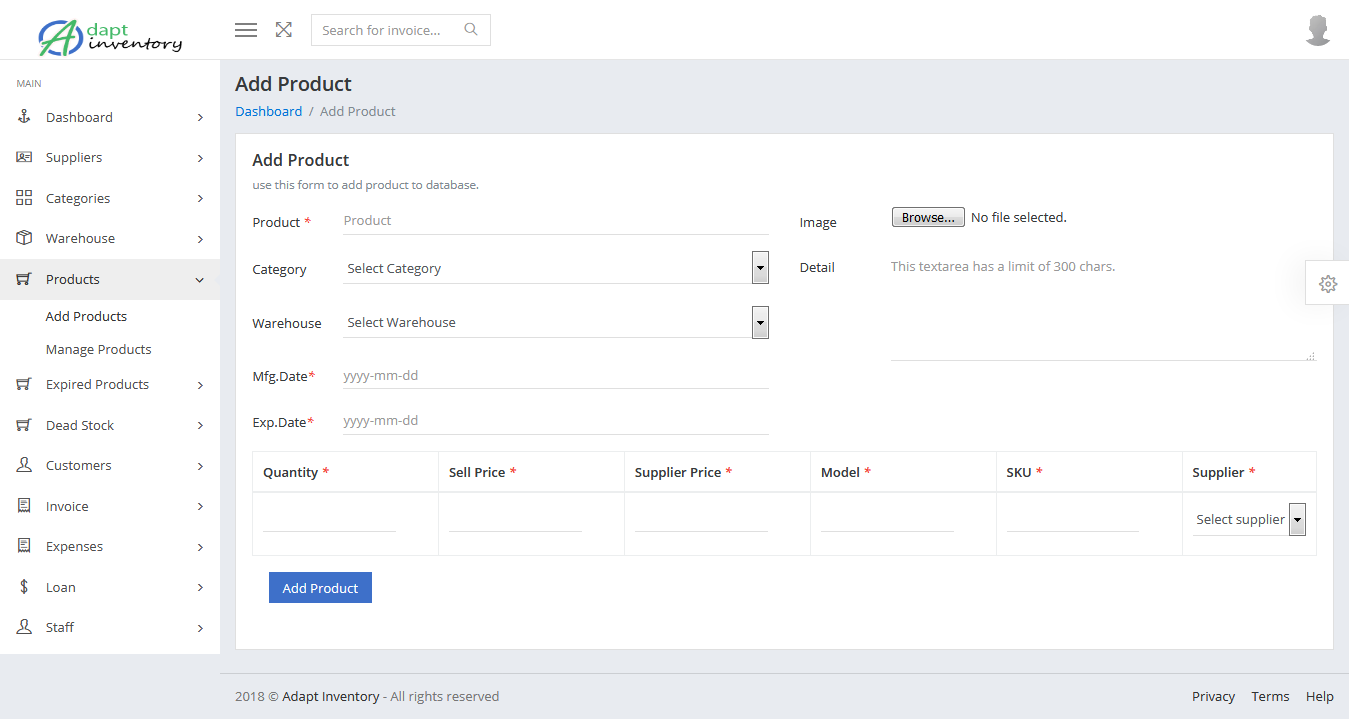 Adapt
inventory
Search for invoice...
MAIN
Dashboard
Suppliers
Categories
Warehouse
Products
Add Products
Manage Products
Expired Products
Dead Stock
Customers
Invoice
Expenses
Loan
Staff
Add Product
Dashboard / Add Product
Add Product
use this form to add product to database.
Product * Product
Category Select Category
Warehouse Select Warehouse
Mfg.Date* yyyy-mm-dd
Exp.Date* yyyy-mm-dd
Image Browse... No file selected.
Detail This textarea has a limit of 300 chars.
Quantity * Sell Price * Supplier Price * Model * SKU * Supplier *
Select supplier
Add Product
2018 © Adapt Inventory - All rights reserved Privacy Terms Help